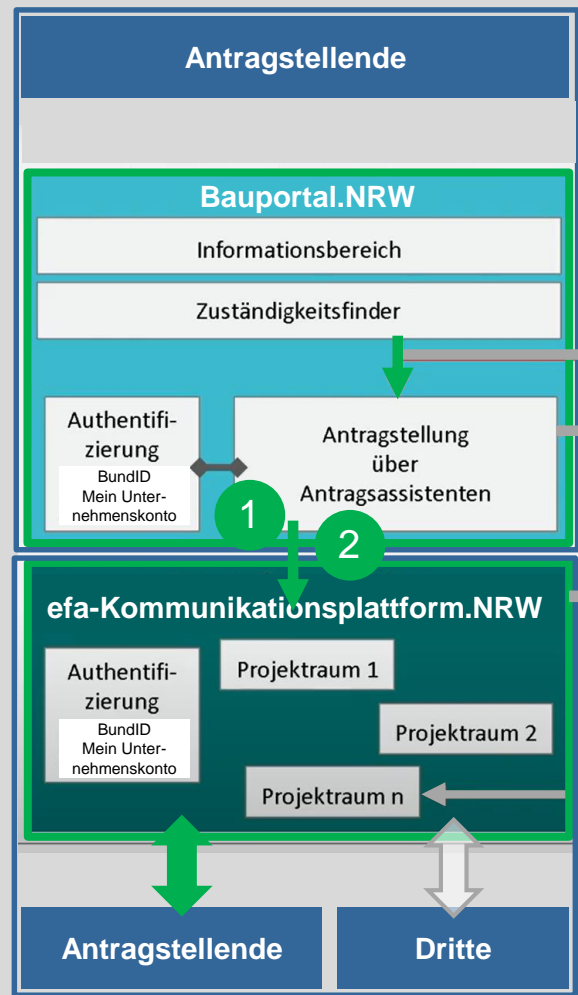 Antragstellende
Bauportal.NRW
Informationsbereich
Zuständigkeitsfinder
Authentifi-
zierung
BundID
Mein Unter-
nehmenskonto
Antragstellung
über
Antragsassistenten
1
2
efa-Kommunikationsplattform.NRW
Authentifi-
zierung
BundID
Mein Unter-
nehmenskonto
Projektraum 1
Projektraum 2
Projektraum n
Antragstellende
Dritte